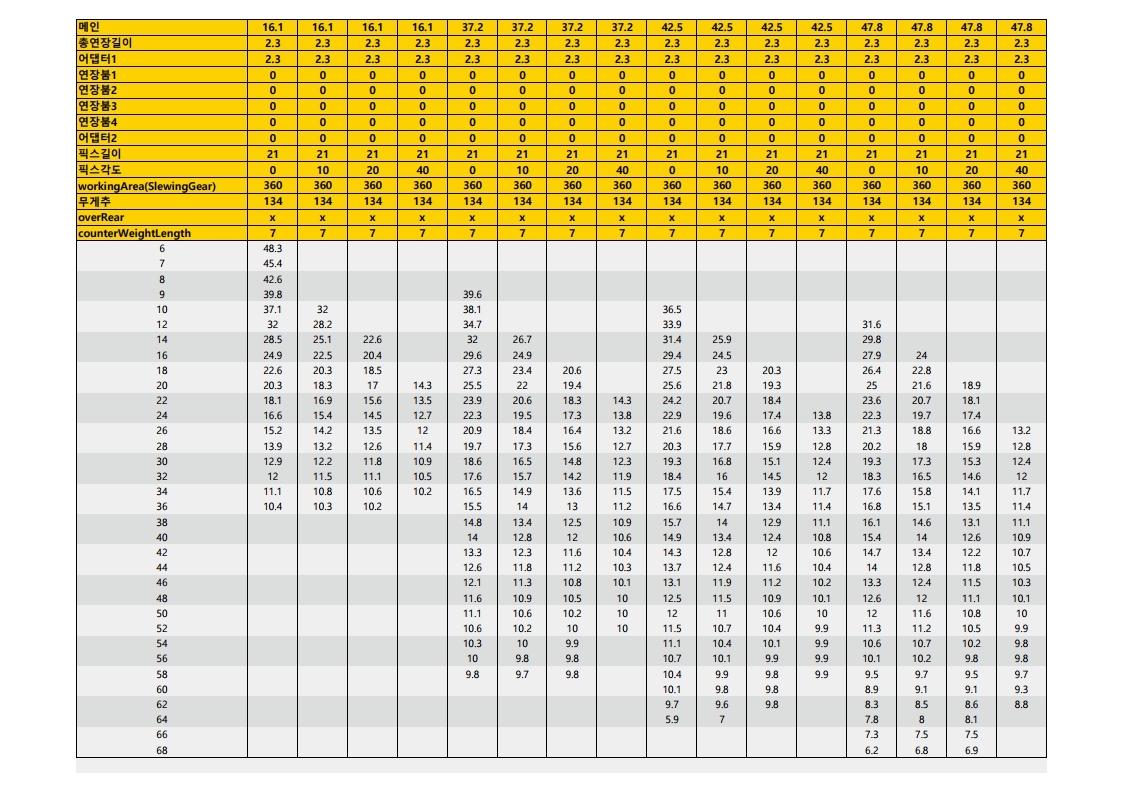 메인 16.1 16.1 16.1 16.1 37.2 37.2 37.2 37.2 42.5 42.5 42.5 42.5 47.8 47.8 47.8 47.8
총연장길이 2.3 2.3 2.3 2.3 2.3 2.3 2.3 2.3 2.3 2.3 2.3 2.3 2.3 2.3 2.3 2.3
어댑터1 2.3 2.3 2.3 2.3 2.3 2.3 2.3 2.3 2.3 2.3 2.3 2.3 2.3 2.3 2.3 2.3
연장붐1 0 0 0 0 0 0 0 0 0 0 0 0 0 0 0 0
연장붐2 0 0 0 0 0 0 0 0 0 0 0 0 0 0 0 0
연장붐3 0 0 0 0 0 0 0 0 0 0 0 0 0 0 0 0
연장붐4 0 0 0 0 0 0 0 0 0 0 0 0 0 0 0 0
어댑터2 0 0 0 0 0 0 0 0 0 0 0 0 0 0 0 0
픽스길이 21 21 21 21 21 21 21 21 21 21 21 21 21 21 21 21
픽스각도 0 10 20 40 0 10 20 40 0 10 20 40 0 10 20 40
workingArea(SlewingGear) 360 360 360 360 360 360 360 360 360 360 360 360 360 360 360 360
무게추 134 134 134 134 134 134 134 134 134 134 134 134 134 134 134 134
overRear x x x x x x x x x x x x x x x x
counterWeightLength 7 7 7 7 7 7 7 7 7 7 7 7 7 7 7 7
6 48.3
7 45.4
8 42.6
9 39.8 39.6
10 37.1 32 38.1 36.5
12 32 28.2 34.7 33.9 31.6
14 28.5 25.1 22.6 32 26.7 31.4 25.9 29.8
16 24.9 22.5 20.4 29.6 24.9 29.4 24.5 27.9 24
18 22.6 20.3 18.5 27.3 23.4 20.6 27.5 23 20.3 26.4 22.8
20 20.3 18.3 17 14.3 25.5 22 19.4 25.6 21.8 19.3 25 21.6 18.9
22 18.1 16.9 15.6 13.5 23.9 20.6 18.3 14.3 24.2 20.7 18.4 23.6 20.7 18.1
24 16.6 15.4 14.5 12.7 22.3 19.5 17.3 13.8 22.9 19.6 17.4 13.8 22.3 19.7 17.4
26 15.2 14.2 13.5 12 20.9 18.4 16.4 13.2 21.6 18.6 16.6 13.3 21.3 18.8 16.6 13.2
28 13.9 13.2 12.6 11.4 19.7 17.3 15.6 12.7 20.3 17.7 15.9 12.8 20.2 18 15.9 12.8
30 12.9 12.2 11.8 10.9 18.6 16.5 14.8 12.3 19.3 16.8 15.1 12.4 19.3 17.3 15.3 12.4
32 12 11.5 11.1 10.5 17.6 15.7 14.2 11.9 18.4 16 14.5 12 18.3 16.5 14.6 12
34 11.1 10.8 10.6 10.2 16.5 14.9 13.6 11.5 17.5 15.4 13.9 11.7 17.6 15.8 14.1 11.7
36 10.4 10.3 10.2 15.5 14 13 11.2 16.6 14.7 13.4 11.4 16.8 15.1 13.5 11.4
38 14.8 13.4 12.5 10.9 15.7 14 12.9 11.1 16.1 14.6 13.1 11.1
40 14 12.8 12 10.6 14.9 13.4 12.4 10.8 15.4 14 12.6 10.9
42 13.3 12.3 11.6 10.4 14.3 12.8 12 10.6 14.7 13.4 12.2 10.7
44 12.6 11.8 11.2 10.3 13.7 12.4 11.6 10.4 14 12.8 11.8 10.5
46 12.1 11.3 10.8 10.1 13.1 11.9 11.2 10.2 13.3 12.4 11.5 10.3
48 11.6 10.9 10.5 10 12.5 11.5 10.9 10.1 12.6 12 11.1 10.1
50 11.1 10.6 10.2 10 12 11 10.6 10 12 11.6 10.8 10
52 10.6 10.2 10 10 11.5 10.7 10.4 9.9 11.3 11.2 10.5 9.9
54 10.3 10 9.9 11.1 10.4 10.1 9.9 10.6 10.7 10.2 9.8
56 10 9.8 9.8 10.7 10.1 9.9 9.9 10.1 10.2 9.8 9.8
58 9.8 9.7 9.8 10.4 9.9 9.8 9.9 9.5 9.7 9.5 9.7
60 10.1 9.8 9.8 8.9 9.1 9.1 9.3
62 9.7 9.6 9.8 8.3 8.5 8.6 8.8
64 5.9 7 7.8 8 8.1
66 7.3 7.5 7.5
68 6.2 6.8 6.9